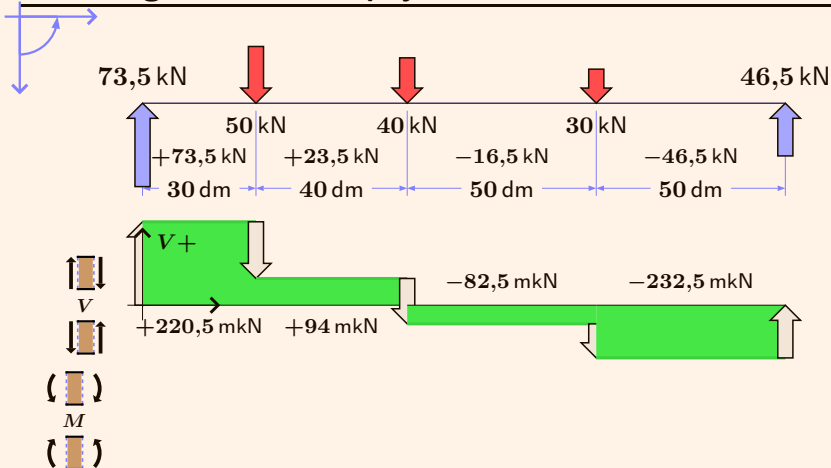 73,5 kN 46,5 kN
50 kN 40 kN 30 kN
+73,5 kN +23,5 kN −16,5 kN −46,5 kN
30 dm 40 dm 50 dm 50 dm
V+
−82,5 mkN −232,5 mkN
V
+220,5 mkN +94 mkN
M